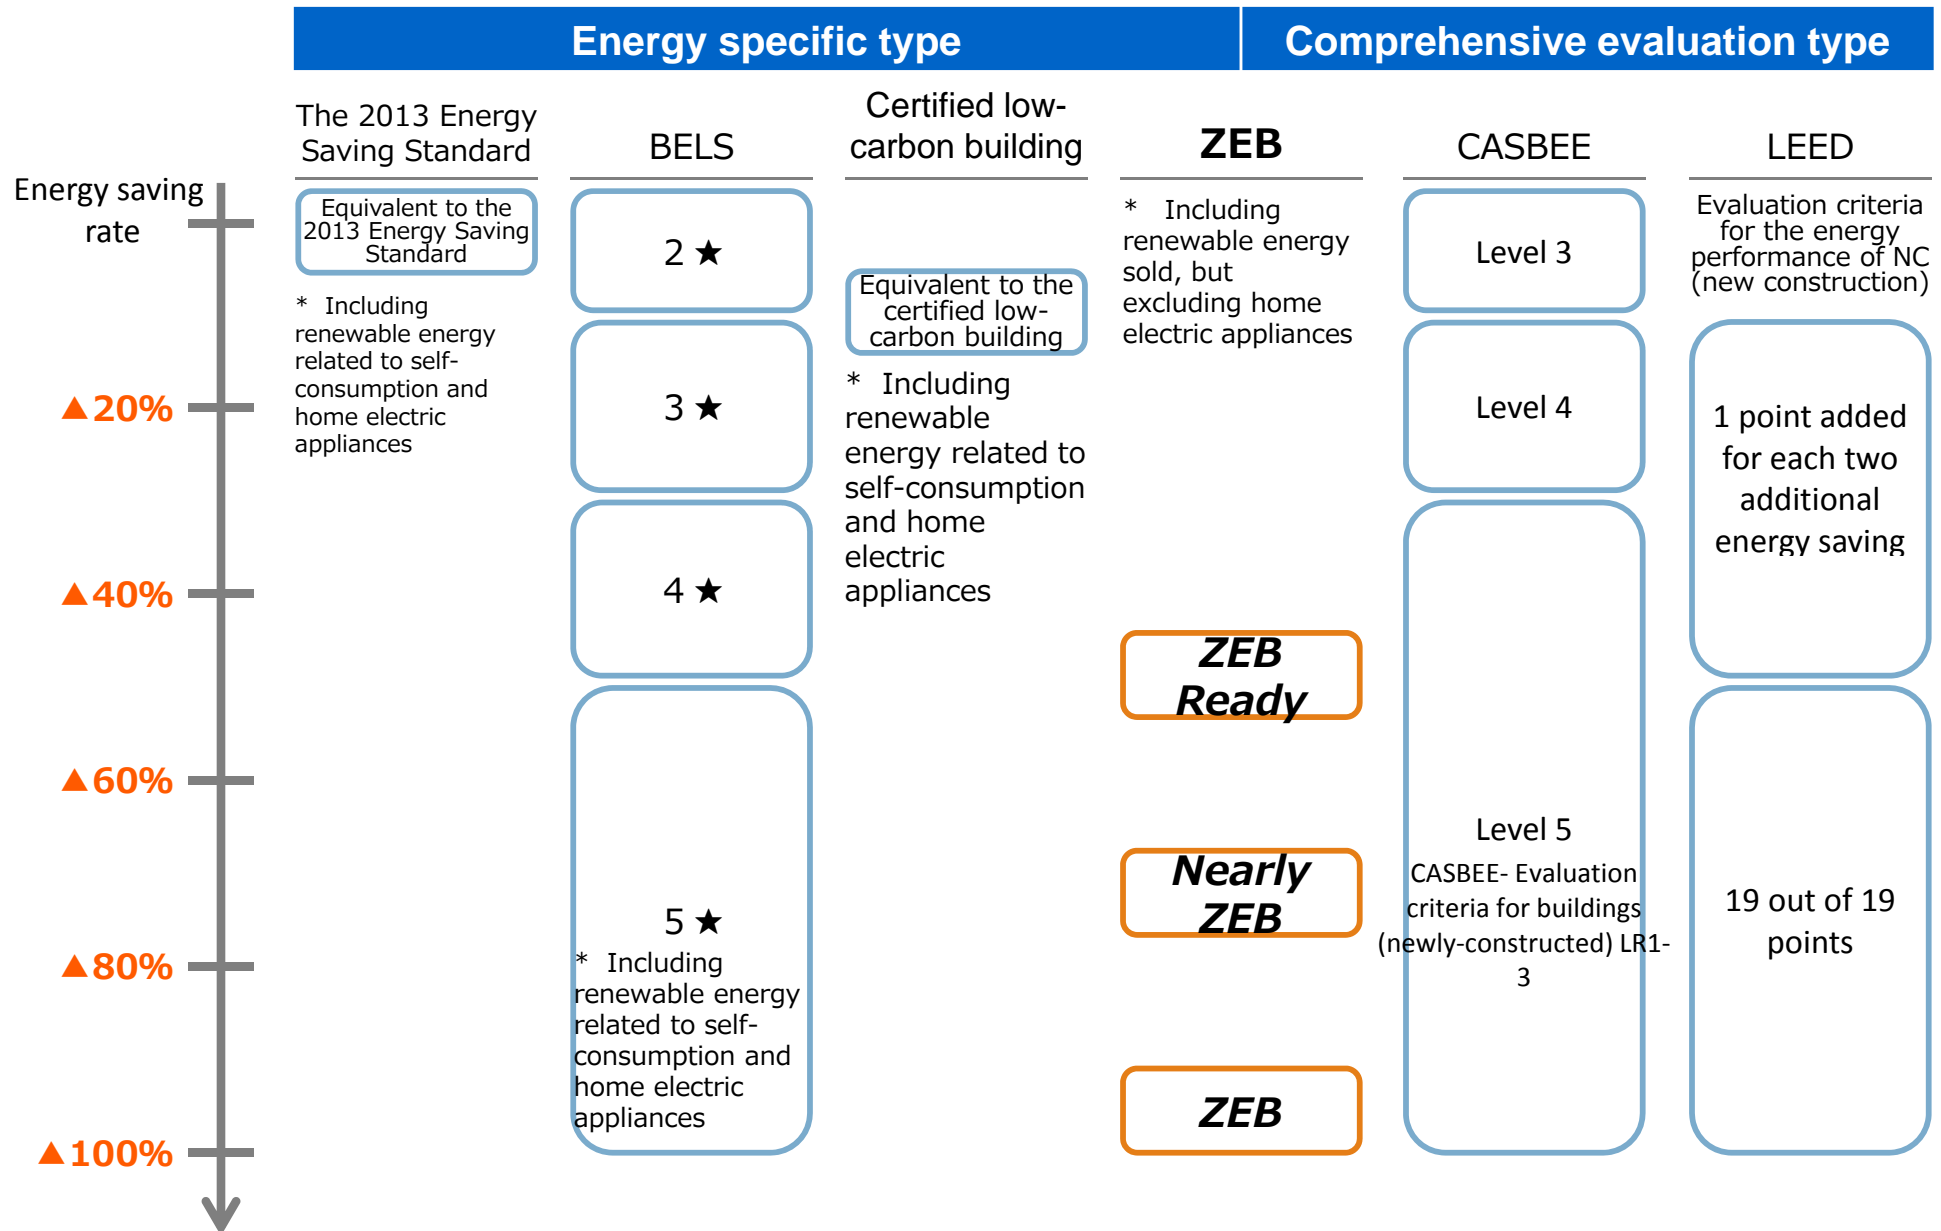 Energy specific type
Comprehensive evaluation type
The 2013 Energy
Saving Standard
BELS
Certified low-
carbon building
ZEB
CASBEE
LEED
Energy saving
rate
▲20%
▲40%
▲60%
▲80%
▲100%
Equivalent to the
2013 Energy Saving
Standard
* Including
renewable energy
related to self-
consumption and
home electric
appliances
2 ★
3 ★
4 ★
5 ★
* Including
renewable energy
related to self-
consumption and
home electric
appliances
Equivalent to the
certified low-
carbon building
* Including
renewable
energy related to
self-consumption
and home
electric
appliances
* Including
renewable energy
sold, but
excluding home
electric appliances
ZEB
Ready
Nearly
ZEB
ZEB
Level 3
Level 4
Level 5
CASBEE- Evaluation
criteria for buildings
(newly-constructed) LR1-
3
Evaluation criteria
for the energy
performance of NC
(new construction)
1 point added
for each two
additional
energy saving
19 out of 19
points